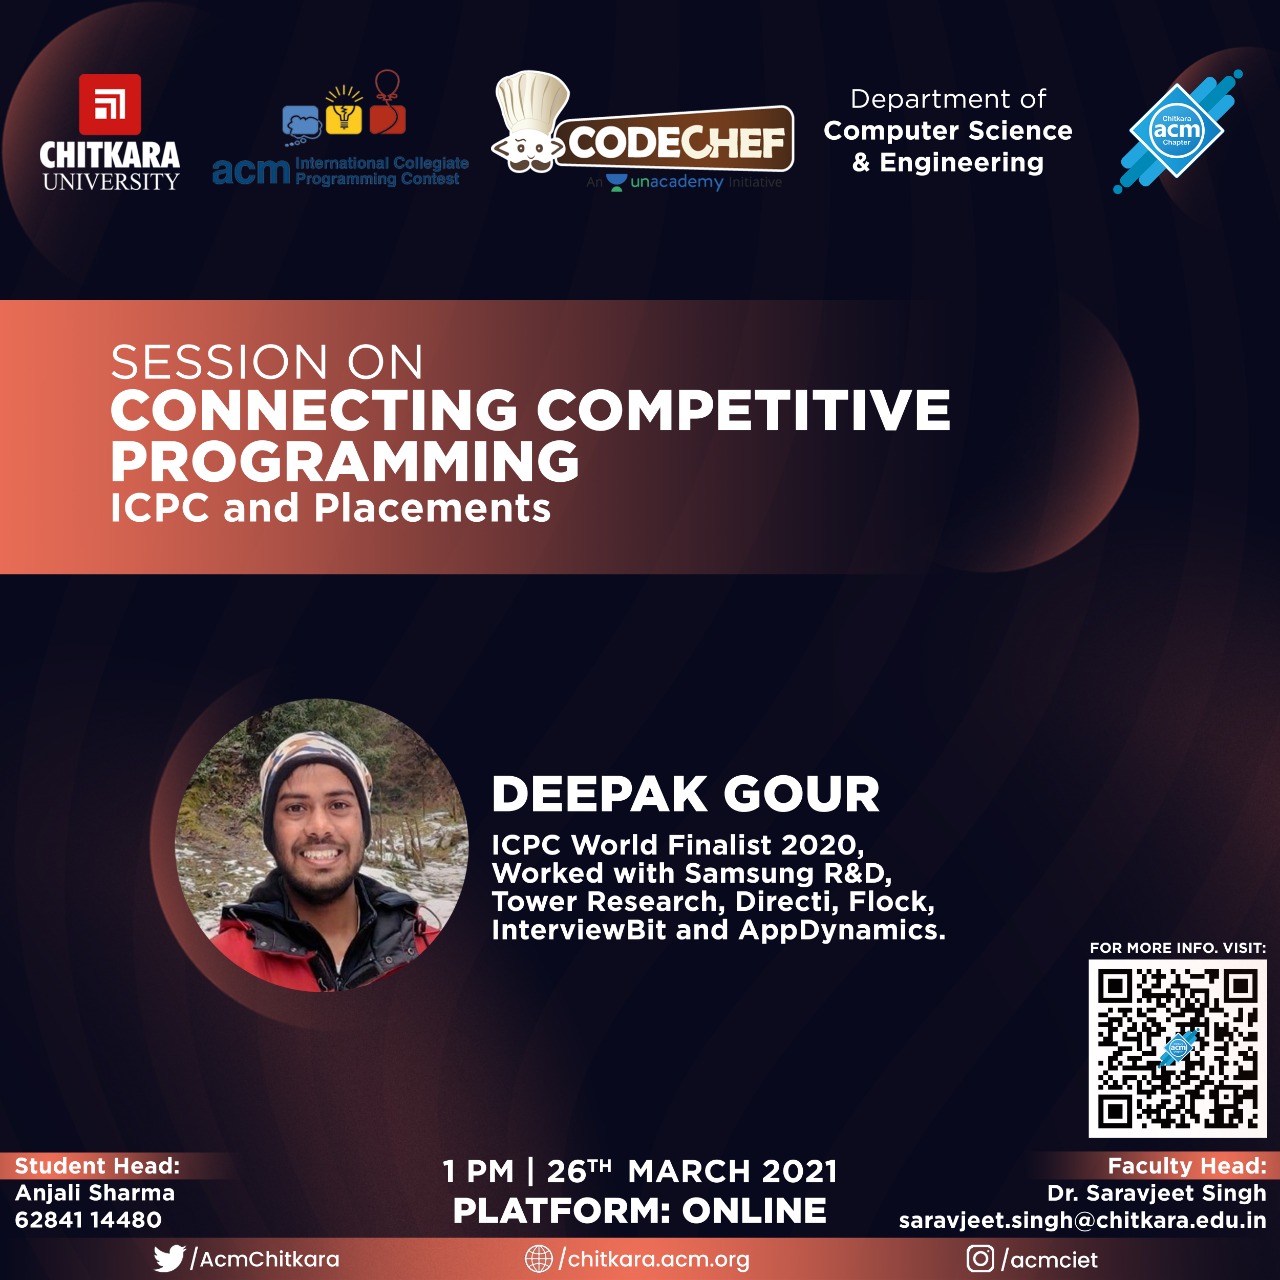 CHITKARA
UNIVERSITY
acm International Collegiate
Programming Contest
CODECHEF
An unacademy Initiative
Department of
Computer Science
& Engineering
Chitkara
acm
Chapter
SESSION ON
CONNECTING COMPETITIVE
PROGRAMMING
ICPC and Placements
DEEPAK GOUR
ICPC World Finalist 2020,
Worked with Samsung R&D,
Tower Research, Directi, Flock,
InterviewBit and AppDynamics.
FOR MORE INFO. VISIT:
acm
Student Head:
Anjali Sharma
62841 14480
1 PM | 26TH MARCH 2021
PLATFORM: ONLINE
Faculty Head:
Dr. Saravjeet Singh
saravjeet.singh@chitkara.edu.in
/AcmChitkara
/chitkara.acm.org
/acmciet